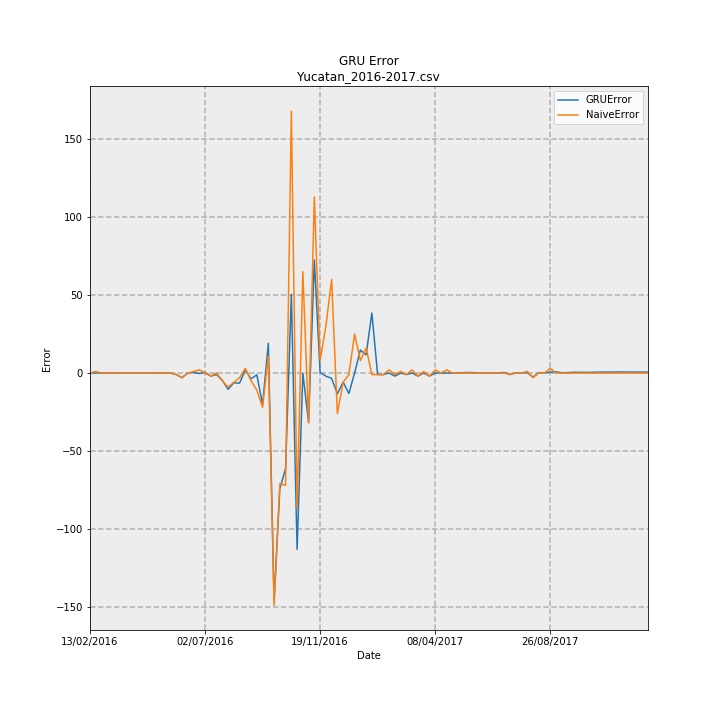 GRU Error
Yucatan_2016-2017.csv
GRUError
NaiveError
150
100
50
0
−50
−100
−150
Error
13/02/2016
02/07/2016
19/11/2016
08/04/2017
26/08/2017
Date